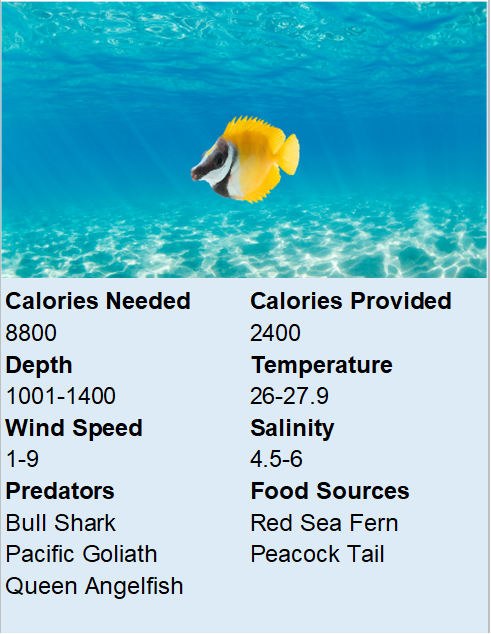 Calories Needed Calories Provided
8800 2400
Depth Temperature
1001-1400 26-27.9
Wind Speed Salinity
1-9 4.5-6
Predators Food Sources
Bull Shark Red Sea Fern
Pacific Goliath Peacock Tail
Queen Angelfish